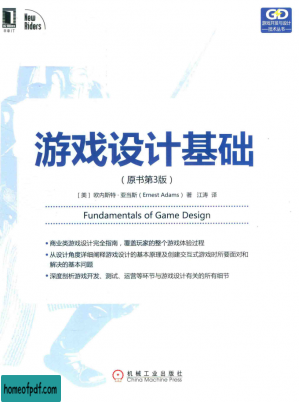 New
Riders
华章IT
GD
游戏开发与设计
技术丛书
游戏设计基础
(原书第3版)
[美] 欧内斯特·亚当斯(Ernest Adams) 著 江涛 译
Fundamentals of Game Design
• 商业类游戏设计完全指南,覆盖玩家的整个游戏体验过程
• 从设计角度详细阐释游戏设计的基本原理及创建交互式游戏时所要面对和
解决的基本问题
• 深度剖析游戏开发、测试、运营等环节与游戏设计有关的所有细节
机械工业出版社
China Machine Press
homeofpdf.com